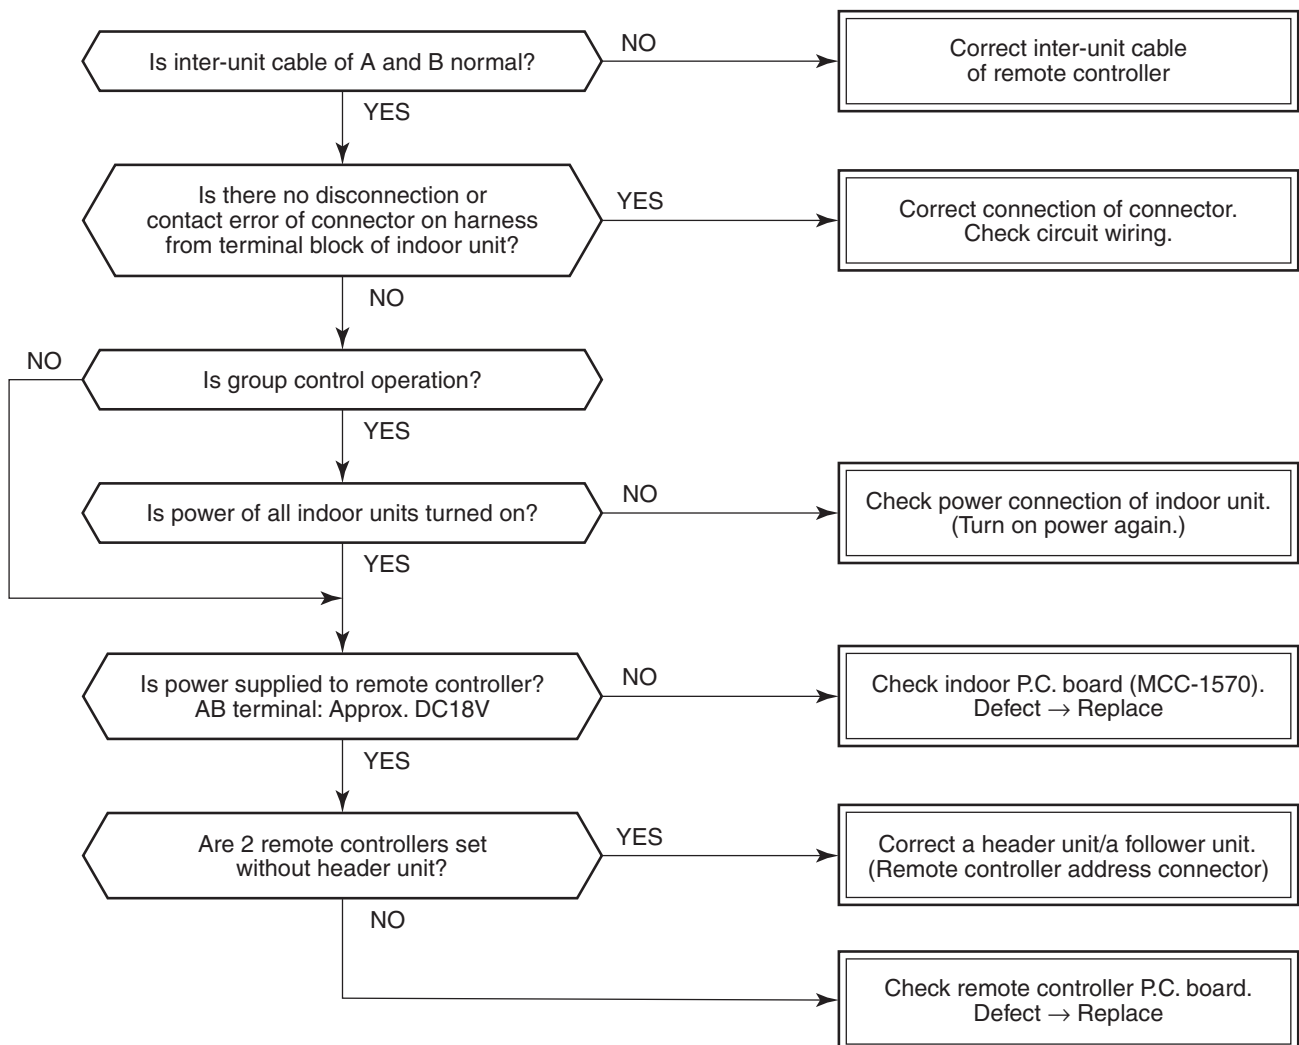 Is inter-unit cable of A and B normal?
NO
Correct inter-unit cable
of remote controller
YES
Is there no disconnection or
contact error of connector on harness
from terminal block of indoor unit?
YES
Correct connection of connector.
Check circuit wiring.
NO
NO
Is group control operation?
YES
Is power of all indoor units turned on?
NO
Check power connection of indoor unit.
(Turn on power again.)
YES
Is power supplied to remote controller?
AB terminal: Approx. DC18V
NO
Check indoor P.C. board (MCC-1570).
Defect → Replace
YES
Are 2 remote controllers set
without header unit?
YES
Correct a header unit/a follower unit.
(Remote controller address connector)
NO
Check remote controller P.C. board.
Defect → Replace